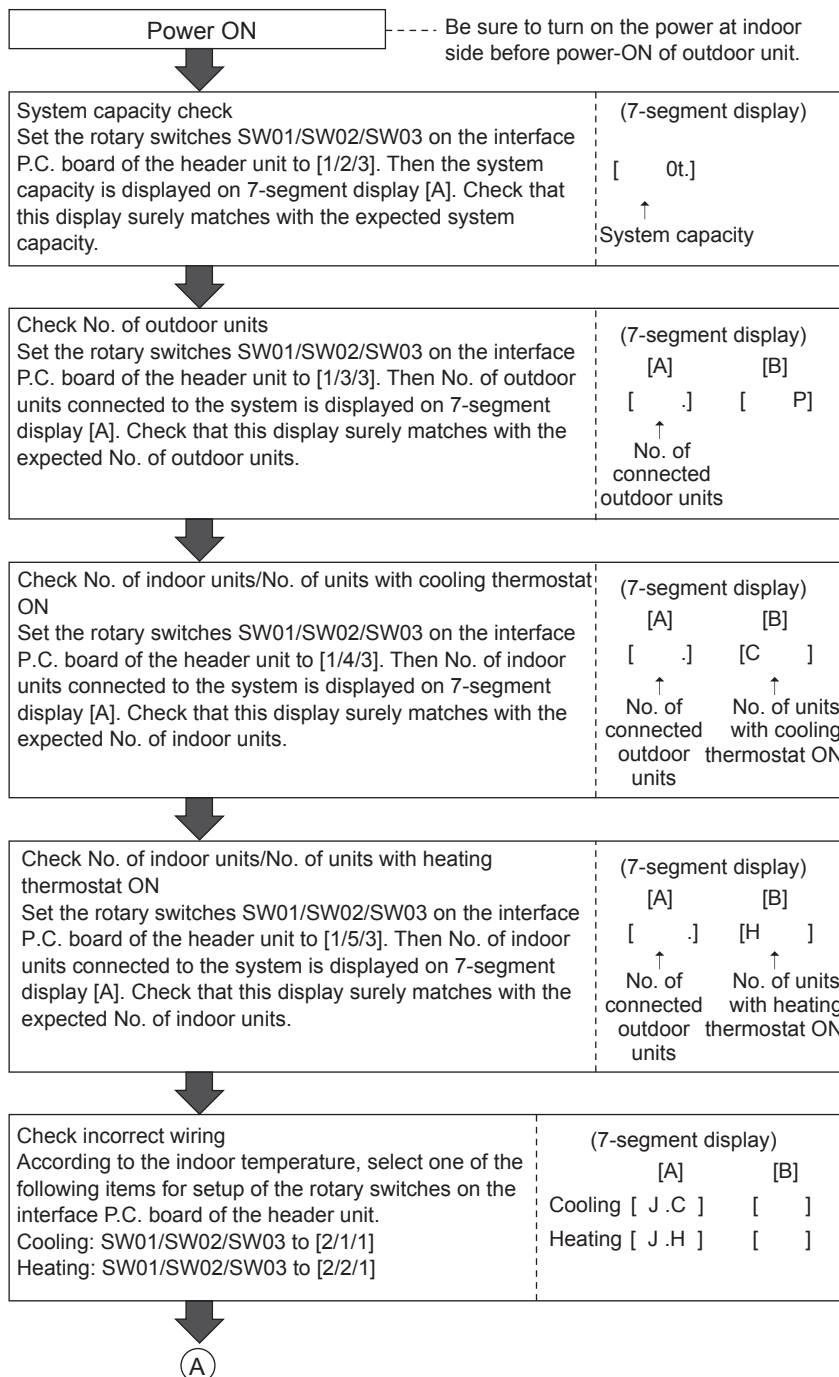 Power ON
Be sure to turn on the power at indoor
side before power-ON of outdoor unit.
System capacity check
Set the rotary switches SW01/SW02/SW03 on the interface
P.C. board of the header unit to [1/2/3]. Then the system
capacity is displayed on 7-segment display [A]. Check that
this display surely matches with the expected system
capacity.
(7-segment display)
[ 0t.]
↑
System capacity
Check No. of outdoor units
Set the rotary switches SW01/SW02/SW03 on the interface
P.C. board of the header unit to [1/3/3]. Then No. of outdoor
units connected to the system is displayed on 7-segment
display [A]. Check that this display surely matches with the
expected No. of outdoor units.
(7-segment display)
[A] [B]
[ .] [ P]
↑
No. of
connected
outdoor units
Check No. of indoor units/No. of units with cooling thermostat
ON
Set the rotary switches SW01/SW02/SW03 on the interface
P.C. board of the header unit to [1/4/3]. Then No. of indoor
units connected to the system is displayed on 7-segment
display [A]. Check that this display surely matches with the
expected No. of indoor units.
(7-segment display)
[A] [B]
[ .] [C ]
↑ ↑
No. of No. of units
connected with cooling
outdoor thermostat ON
units
Check No. of indoor units/No. of units with heating
thermostat ON
Set the rotary switches SW01/SW02/SW03 on the interface
P.C. board of the header unit to [1/5/3]. Then No. of indoor
units connected to the system is displayed on 7-segment
display [A]. Check that this display surely matches with the
expected No. of indoor units.
(7-segment display)
[A] [B]
[ .] [H ]
↑ ↑
No. of No. of units
connected with heating
outdoor thermostat ON
units
Check incorrect wiring
According to the indoor temperature, select one of the
following items for setup of the rotary switches on the
interface P.C. board of the header unit.
Cooling: SW01/SW02/SW03 to [2/1/1]
Heating: SW01/SW02/SW03 to [2/2/1]
(7-segment display)
[A] [B]
Cooling [ J .C ] [ ]
Heating [ J .H ] [ ]
A